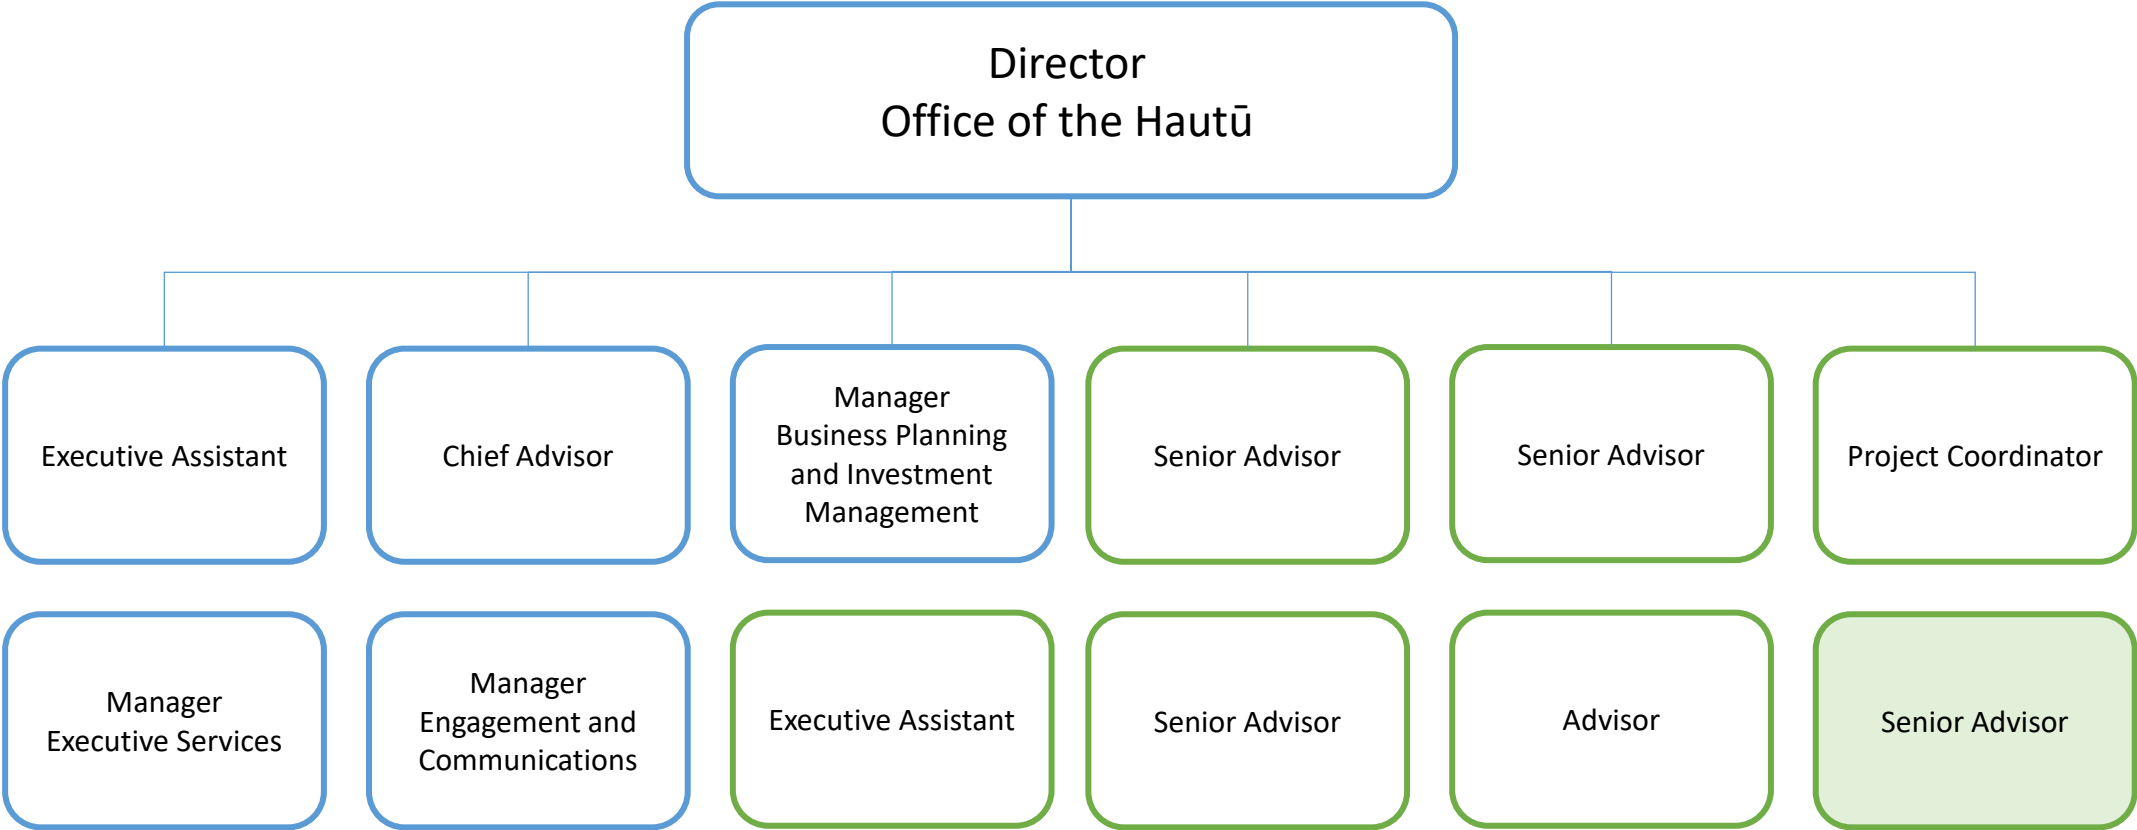 Director
Office of the Hautū
Executive Assistant
Chief Advisor
Manager
Business Planning
and Investment
Management
Senior Advisor
Senior Advisor
Project Coordinator
Manager
Executive Services
Manager
Engagement and
Communications
Executive Assistant
Senior Advisor
Advisor
Senior Advisor